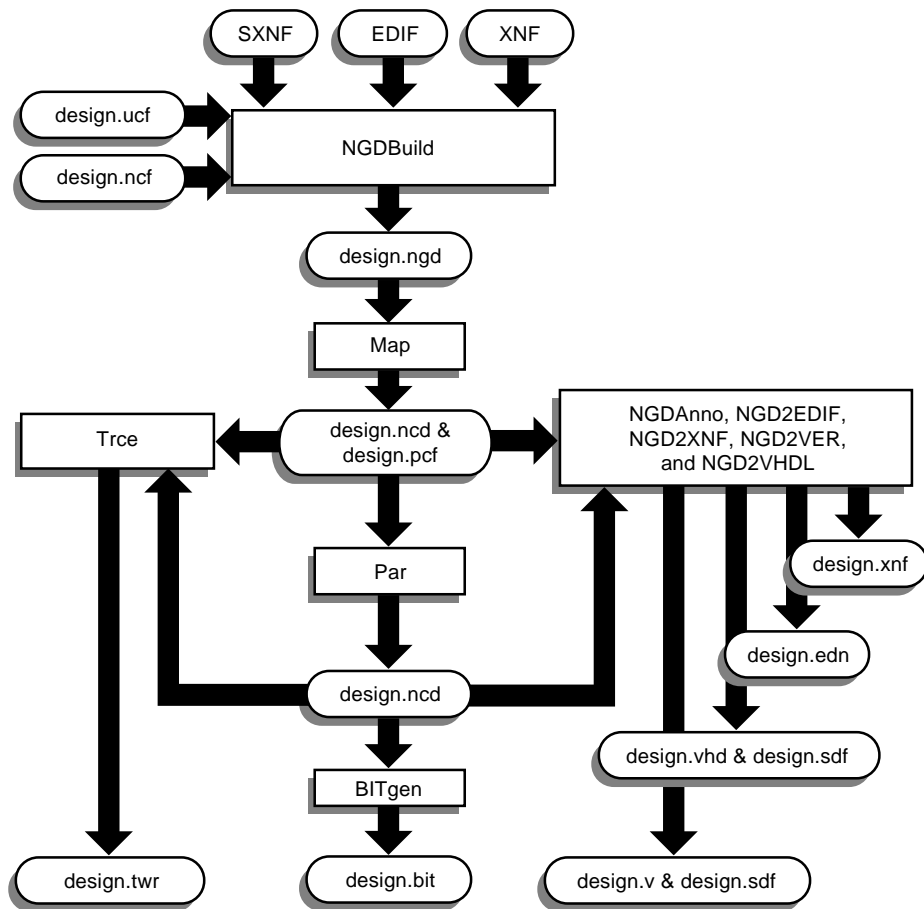 SXNF
EDIF
XNF
design.ucf
NGDBuild
design.ncf
design.ngd
Map
Trce
design.ncd &
design.pcf
NGDAnno, NGD2EDIF,
NGD2XNF, NGD2VER,
and NGD2VHDL
Par
design.xnf
design.edn
design.ncd
design.vhd & design.sdf
BITgen
design.twr
design.bit
design.v & design.sdf